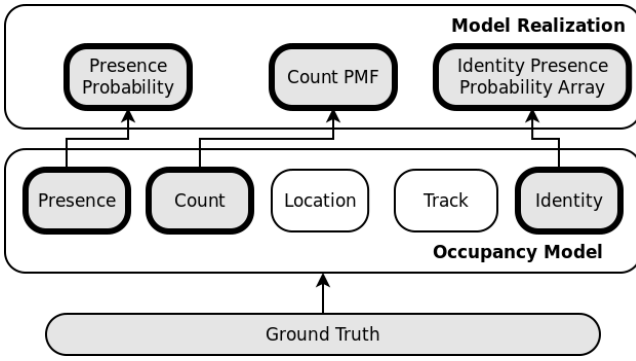 Model Realization
Presence
Probability
Count PMF
Identity Presence
Probability Array
Presence
Count
Location
Track
Identity
Occupancy Model
Ground Truth